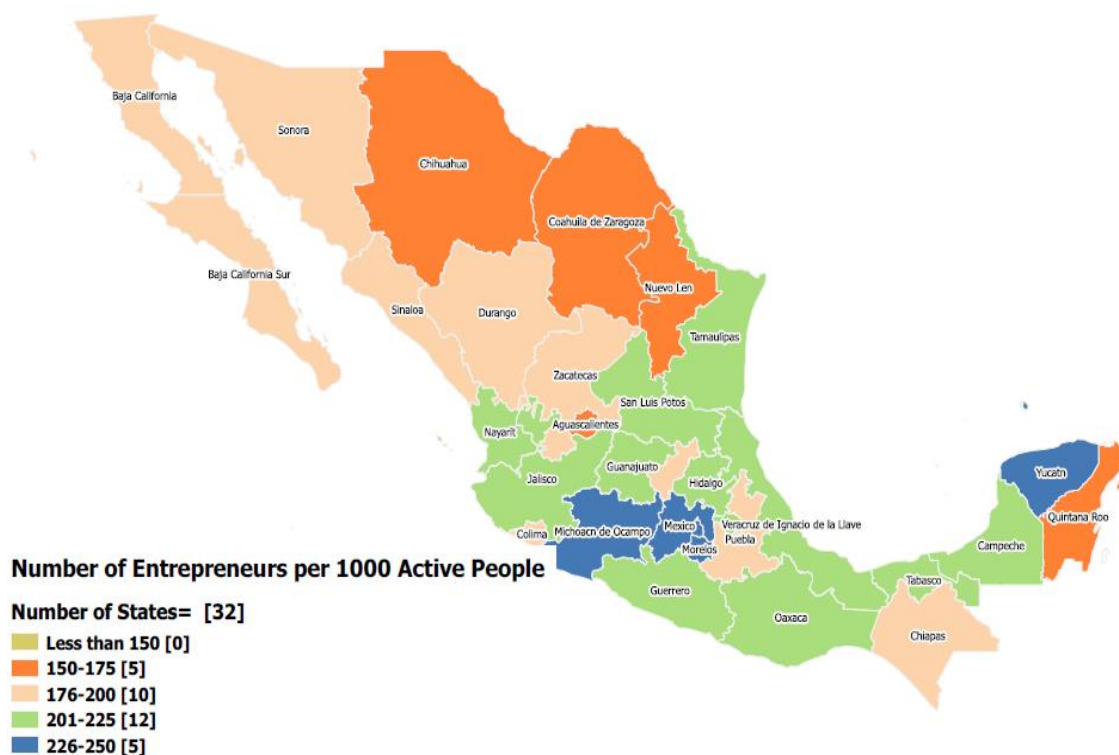 Baja California
Sonora
Chihuahua
Coahuila de Zaragoza
Baja California Sur
Nuevo Len
Sinaloa
Durango
Tamaulipas
Zacatecas
San Luis Potos
Aguascalientes
Nayarit
Guanajuato
Yucatn
Jalisco
Hidalgo
Quintana Roo
Colima
Michoacn de Ocampo
Mexico
Veracruz de Ignacio de la Llave
Puebla
Morelos
Campeche
Tabasco
Guerrero
Oaxaca
Chiapas
Number of Entrepreneurs per 1000 Active People
Number of States= [32]
Less than 150 [0]
150-175 [5]
176-200 [10]
201-225 [12]
226-250 [5]